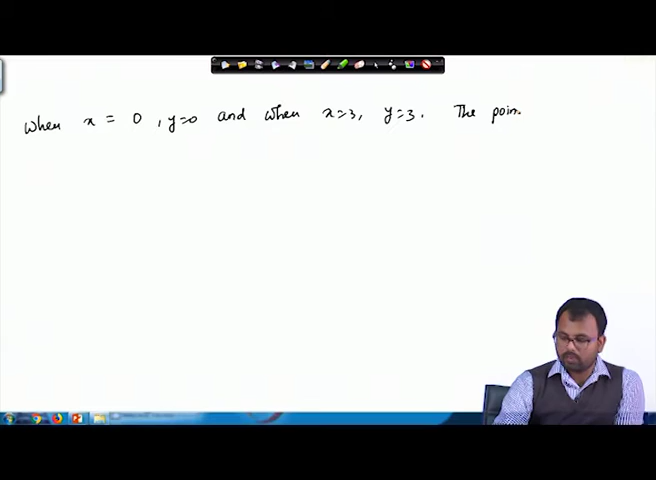 When x = 0 , y=0 and when x=3, y=3. The poin